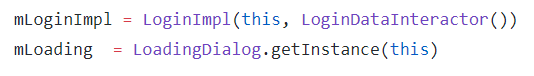 mLoginImpl = LoginImpl(this, LoginDataInteractor())
mLoading  = LoadingDialog.getInstance(this)